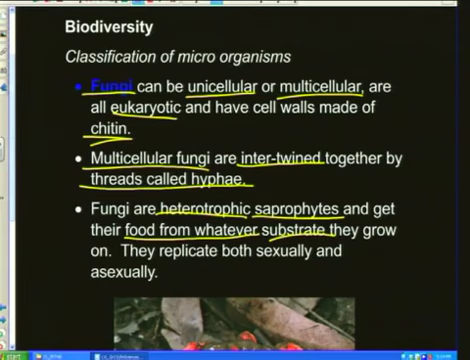 Biodiversity
Classification of micro organisms
• Fungi can be unicellular or multicellular, are
all eukaryotic and have cell walls made of
chitin.
• Multicellular fungi are inter-twined together by
threads called hyphae.
• Fungi are heterotrophic saprophytes and get
their food from whatever substrate they grow
on. They replicate both sexually and
asexually.
start